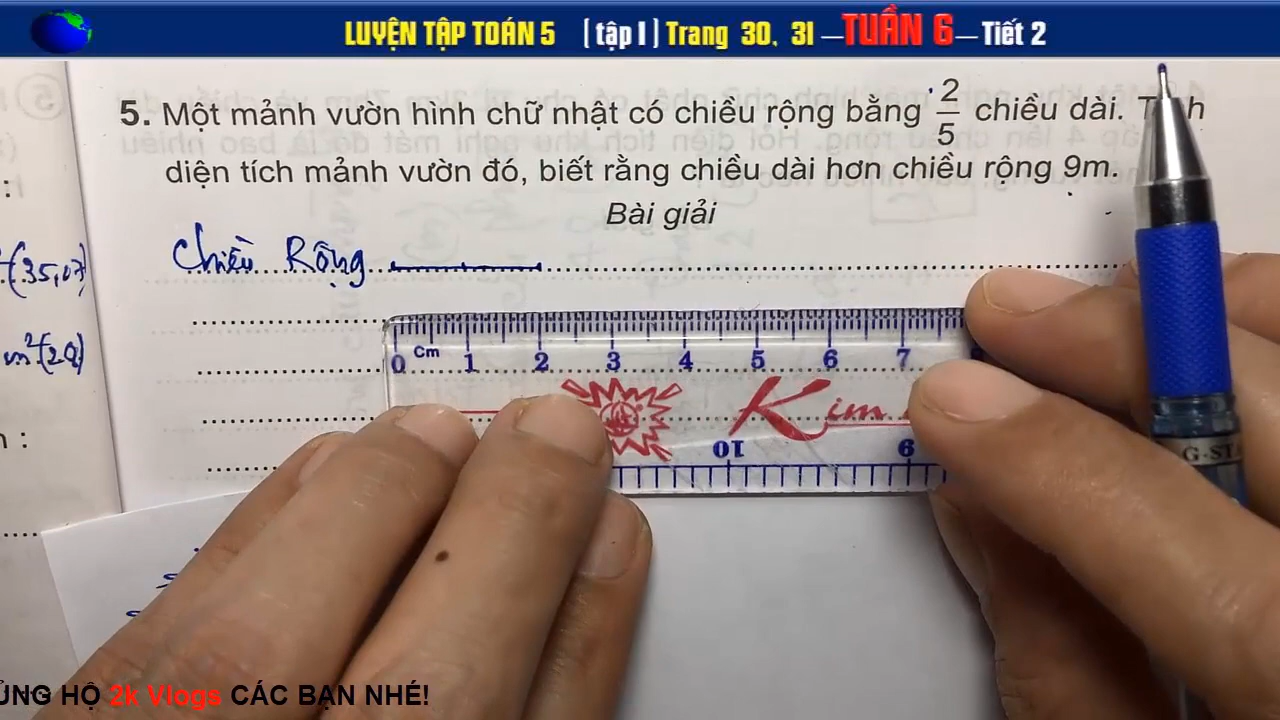 LUYỆN TẬP TOÁN 5 ( tập 1 ) Trang 30, 31 — TUẦN 6 — Tiết 2
5. Một mảnh vườn hình chữ nhật có chiều rộng bằng 2/5 chiều dài.
diện tích mảnh vườn đó, biết rằng chiều dài hơn chiều rộng 9m.
Bài giải
Chiều Rộng
0 Cm 1 2 3 4 5 6 7
Kim
10 9
G-STA
ỦNG HỘ 2k Vlogs CÁC BẠN NHÉ!